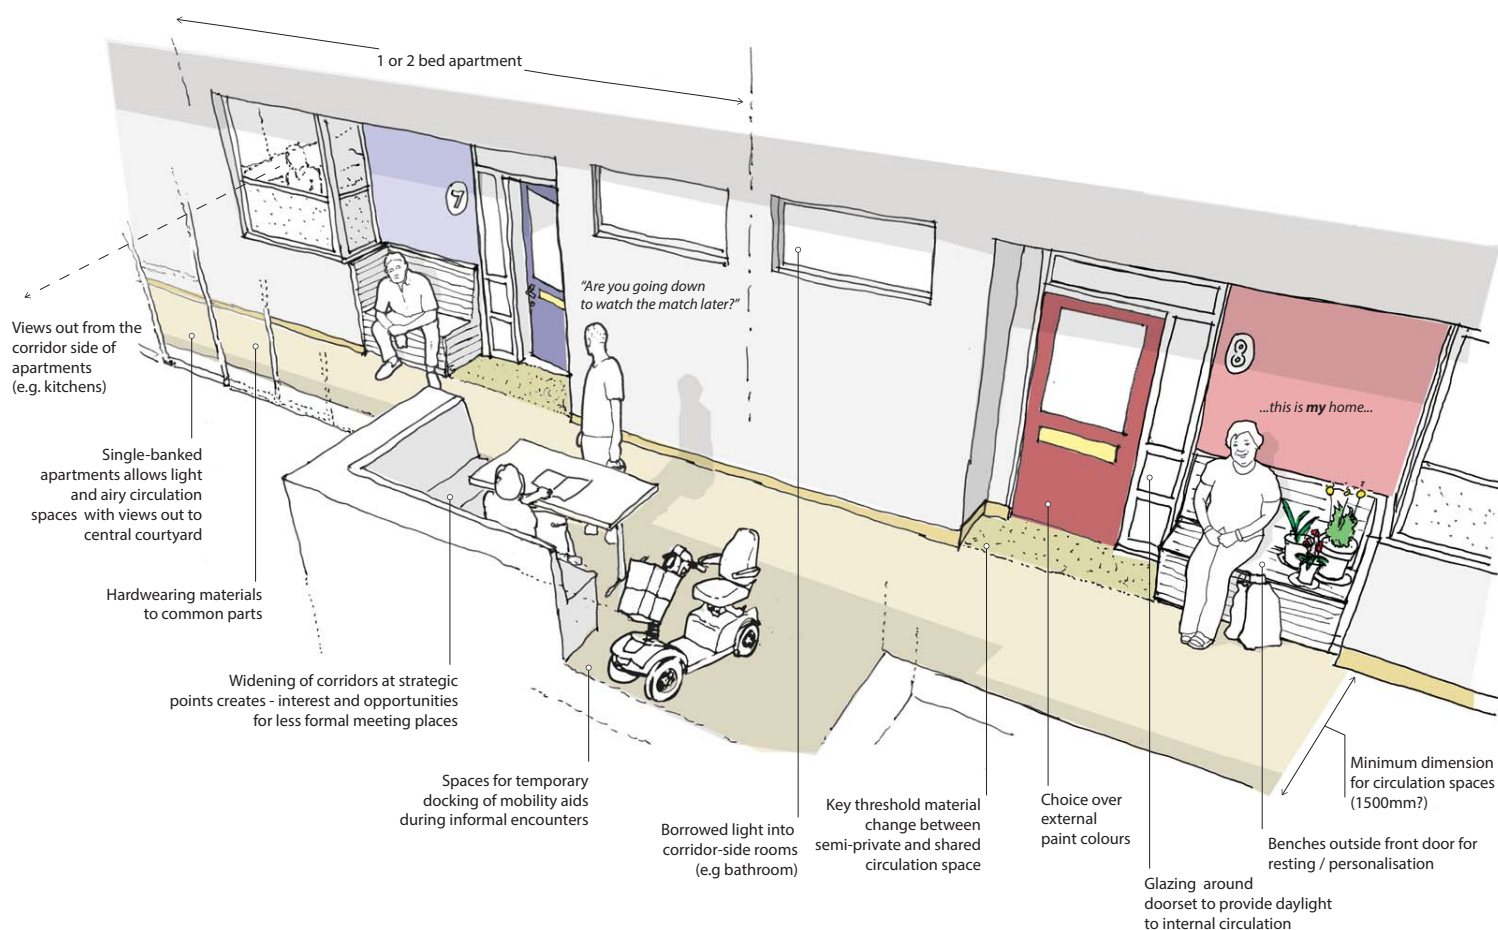 1 or 2 bed apartment
7
"Are you going down
to watch the match later?"
8
...this is my home...
Views out from the
corridor side of
apartments
(e.g. kitchens)
Single-banked
apartments allows light
and airy circulation
spaces with views out to
central courtyard
Hardwearing materials
to common parts
Widening of corridors at strategic
points creates - interest and opportunities
for less formal meeting places
Spaces for temporary
docking of mobility aids
during informal encounters
Borrowed light into
corridor-side rooms
(e.g bathroom)
Key threshold material
change between
semi-private and shared
circulation space
Choice over
external
paint colours
Glazing around
doorset to provide daylight
to internal circulation
Benches outside front door for
resting / personalisation
Minimum dimension
for circulation spaces
(1500mm?)